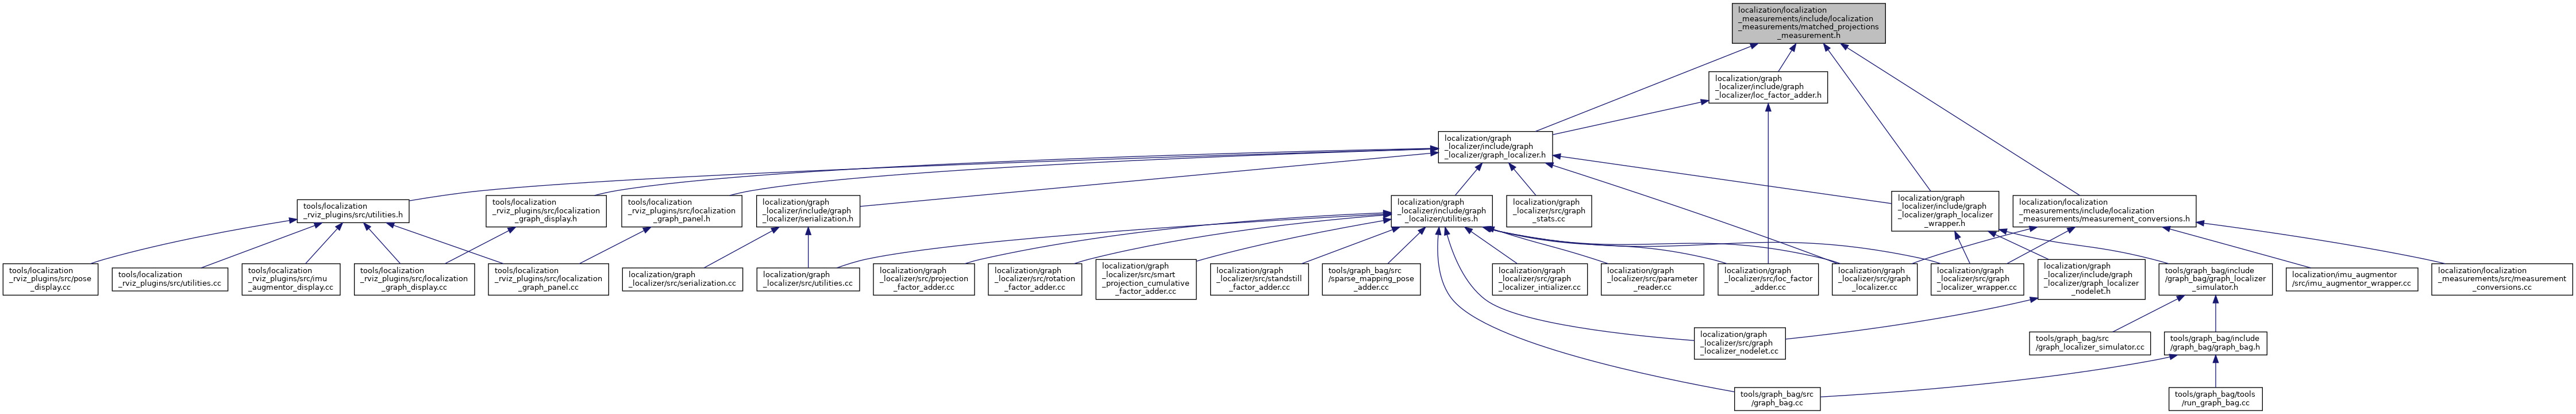 localization/localization
_measurements/include/localization
_measurements/matched_projections
_measurement.h
localization/graph
_localizer/include/graph
_localizer/loc_factor_adder.h
localization/graph
_localizer/include/graph
_localizer/graph_localizer.h
tools/localization
_rviz_plugins/src/utilities.h
tools/localization
_rviz_plugins/src/localization
_graph_display.h
tools/localization
_rviz_plugins/src/localization
_graph_panel.h
localization/graph
_localizer/include/graph
_localizer/serialization.h
localization/graph
_localizer/include/graph
_localizer/utilities.h
localization/graph
_localizer/src/graph
_stats.cc
localization/graph
_localizer/include/graph
_localizer/graph_localizer
_wrapper.h
localization/localization
_measurements/include/localization
_measurements/measurement_conversions.h
tools/localization
_rviz_plugins/src/pose
_display.cc
tools/localization
_rviz_plugins/src/utilities.cc
tools/localization
_rviz_plugins/src/imu
_augmentor_display.cc
tools/localization
_rviz_plugins/src/localization
_graph_display.cc
tools/localization
_rviz_plugins/src/localization
_graph_panel.cc
localization/graph
_localizer/src/serialization.cc
localization/graph
_localizer/src/utilities.cc
localization/graph
_localizer/src/projection
_factor_adder.cc
localization/graph
_localizer/src/rotation
_factor_adder.cc
localization/graph
_localizer/src/smart
_projection_cumulative
_factor_adder.cc
localization/graph
_localizer/src/standstill
_factor_adder.cc
tools/graph_bag/src
/sparse_mapping_pose
_adder.cc
localization/graph
_localizer/src/graph
_localizer_intializer.cc
localization/graph
_localizer/src/parameter
_reader.cc
localization/graph
_localizer/src/loc_factor
_adder.cc
localization/graph
_localizer/src/graph
_localizer.cc
localization/graph
_localizer/src/graph
_localizer_wrapper.cc
localization/graph
_localizer/include/graph
_localizer/graph_localizer
_nodelet.h
tools/graph_bag/include
/graph_bag/graph_localizer
_simulator.h
localization/imu_augmentor
/src/imu_augmentor_wrapper.cc
localization/localization
_measurements/src/measurement
_conversions.cc
localization/graph
_localizer/src/graph
_localizer_nodelet.cc
tools/graph_bag/src
/graph_localizer_simulator.cc
tools/graph_bag/include
/graph_bag/graph_bag.h
tools/graph_bag/src
/graph_bag.cc
tools/graph_bag/tools
/run_graph_bag.cc